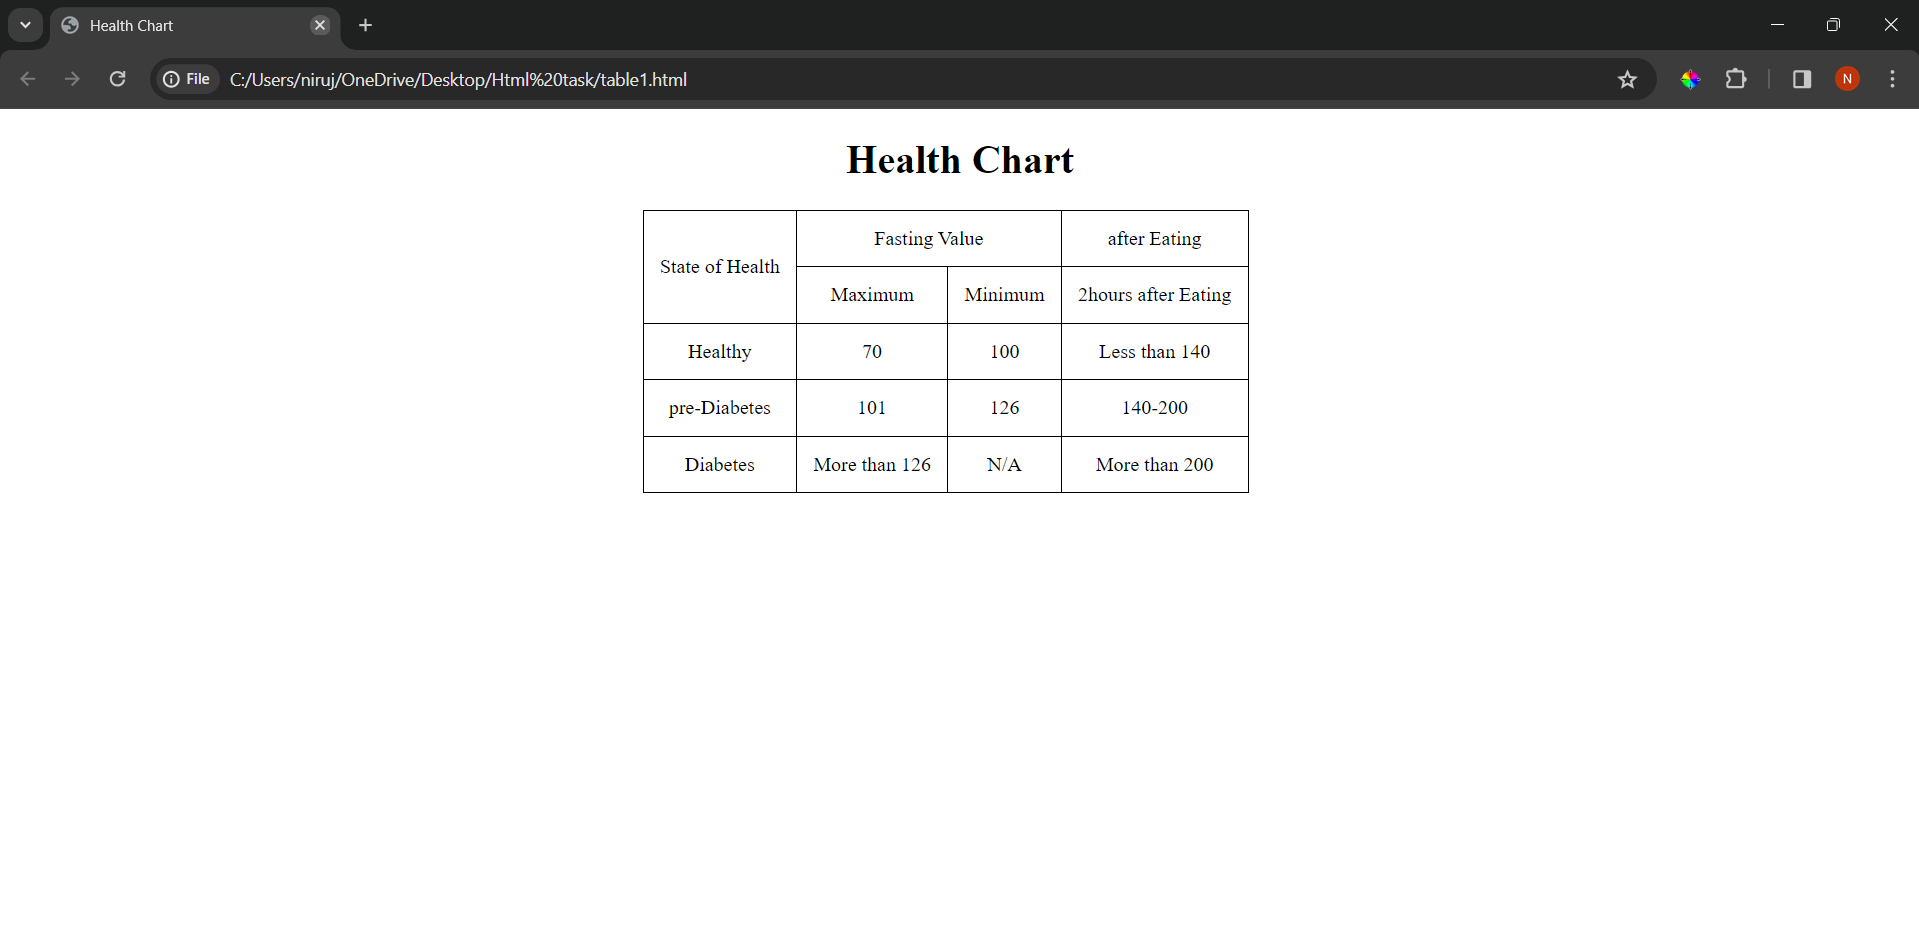 Health Chart
File C:/Users/niruj/OneDrive/Desktop/Html%20task/table1.html
N
Health Chart
State of Health Fasting Value after Eating
Maximum Minimum 2hours after Eating
Healthy 70 100 Less than 140
pre-Diabetes 101 126 140-200
Diabetes More than 126 N/A More than 200